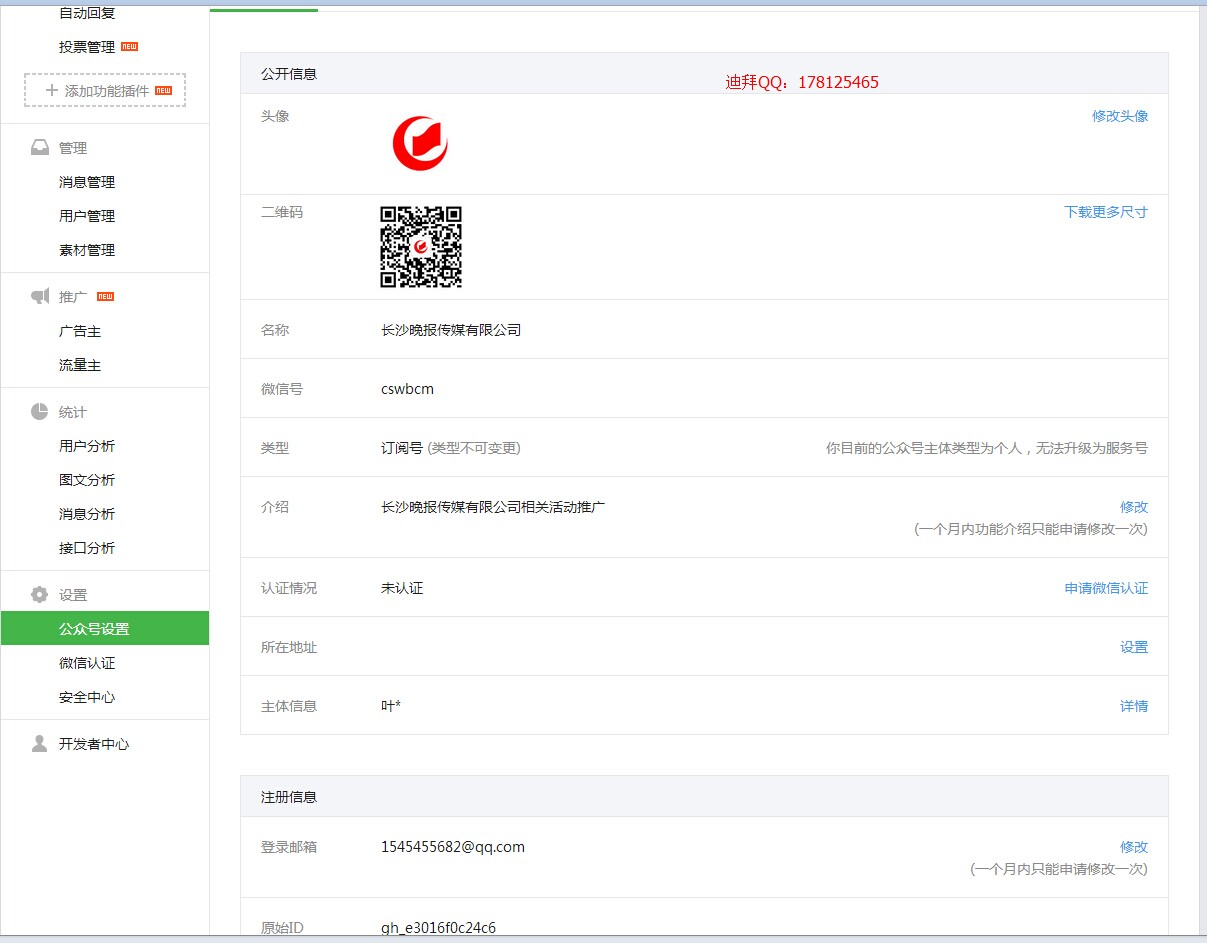 自动回复
投票管理 NEW
添加功能插件 NEW
管理
消息管理
用户管理
素材管理
推广 NEW
广告主
流量主
统计
用户分析
图文分析
消息分析
接口分析
设置
公众号设置
微信认证
安全中心
开发者中心
公开信息
迪拜QQ：178125465
头像 修改头像
二维码 下载更多尺寸
名称 长沙晚报传媒有限公司
微信号 cswbcm
类型 订阅号 (类型不可变更) 你目前的公众号主体类型为个人，无法升级为服务号
介绍 长沙晚报传媒有限公司相关活动推广 修改
(一个月内功能介绍只能申请修改一次)
认证情况 未认证 申请微信认证
所在地址 设置
主体信息 叶* 详情
注册信息
登录邮箱 1545455682@qq.com 修改
(一个月内只能申请修改一次)
原始ID gh_e3016f0c24c6